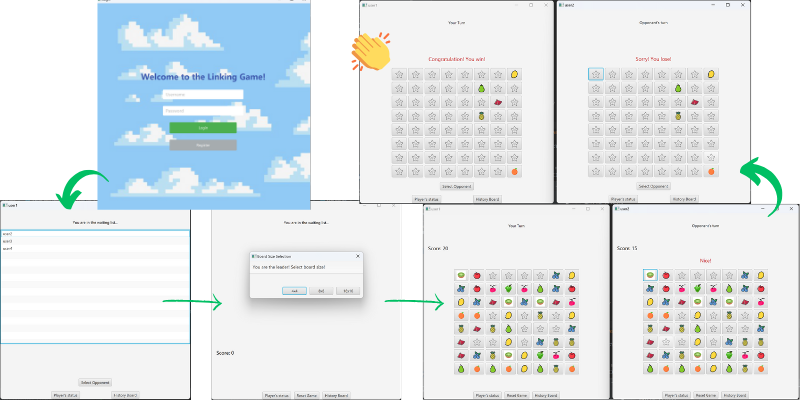 Welcome to the Linking Game!
Username
Password
Login
Register
user1
You are in the waiting list...
user2
user3
user4
Select Opponent
Player's status
History Board
You are in the waiting list...
Board Size Selection
You are the leader! Select board size!
4x4
8x8
10x10
Score: 0
Player's status
Reset Game
History Board
user1
Your Turn
Score: 20
Player's status
Reset Game
History Board
user2
Opponent's turn
Score: 15
Nice!
Player's status
Reset Game
History Board
user1
Your Turn
Congratulation! You win!
Select Opponent
Player's status
History Board
user2
Opponent's turn
Sorry! You lose!
Select Opponent
Player's status
History Board